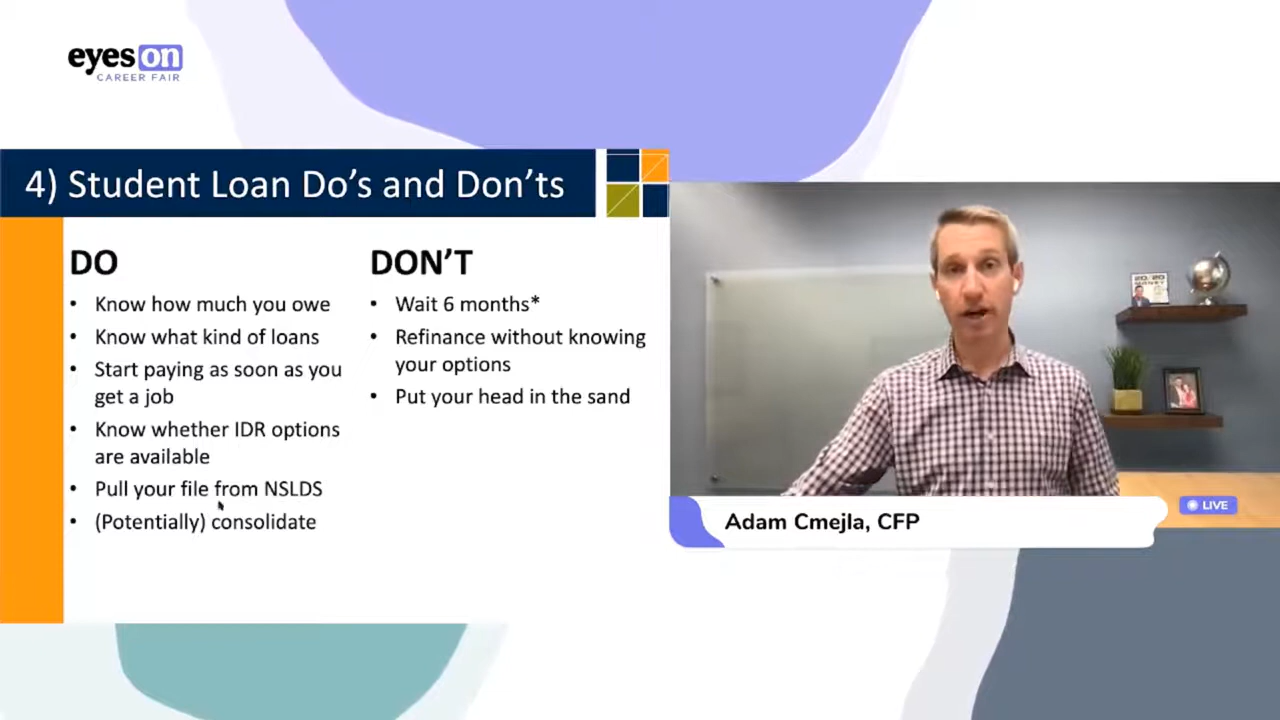 eyes on
CAREER FAIR
4) Student Loan Do's and Don'ts
DO
• Know how much you owe
• Know what kind of loans
• Start paying as soon as you
get a job
• Know whether IDR options
are available
• Pull your file from NSLDS
• (Potentially) consolidate
DON'T
• Wait 6 months*
• Refinance without knowing
your options
• Put your head in the sand
20/20
MONEY
Adam Cmejla, CFP
LIVE